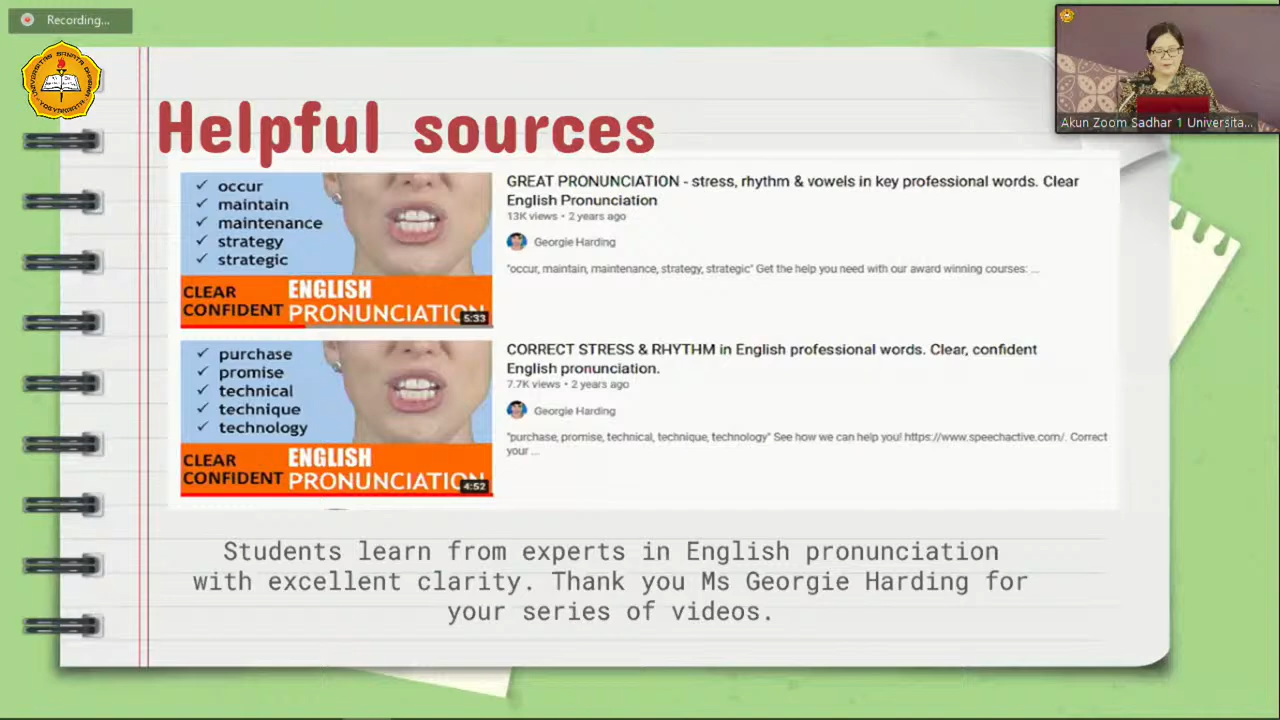 Recording...
Akun Zoom Sadhar 1 Universita...
UNIVERSITAS SANATA DHARMA
YOGYAKARTA
Helpful sources
✓ occur
✓ maintain
✓ maintenance
✓ strategy
✓ strategic
CLEAR
CONFIDENT
ENGLISH
PRONUNCIATION
5:33
GREAT PRONUNCIATION - stress, rhythm & vowels in key professional words. Clear
English Pronunciation
13K views • 2 years ago
Georgie Harding
"occur, maintain, maintenance, strategy, strategic" Get the help you need with our award winning courses: ...
✓ purchase
✓ promise
✓ technical
✓ technique
✓ technology
CLEAR
CONFIDENT
ENGLISH
PRONUNCIATION
4:52
CORRECT STRESS & RHYTHM in English professional words. Clear, confident
English pronunciation.
7.7K views • 2 years ago
Georgie Harding
"purchase, promise, technical, technique, technology" See how we can help you! https://www.speechactive.com/. Correct
your ...
Students learn from experts in English pronunciation
with excellent clarity. Thank you Ms Georgie Harding for
your series of videos.